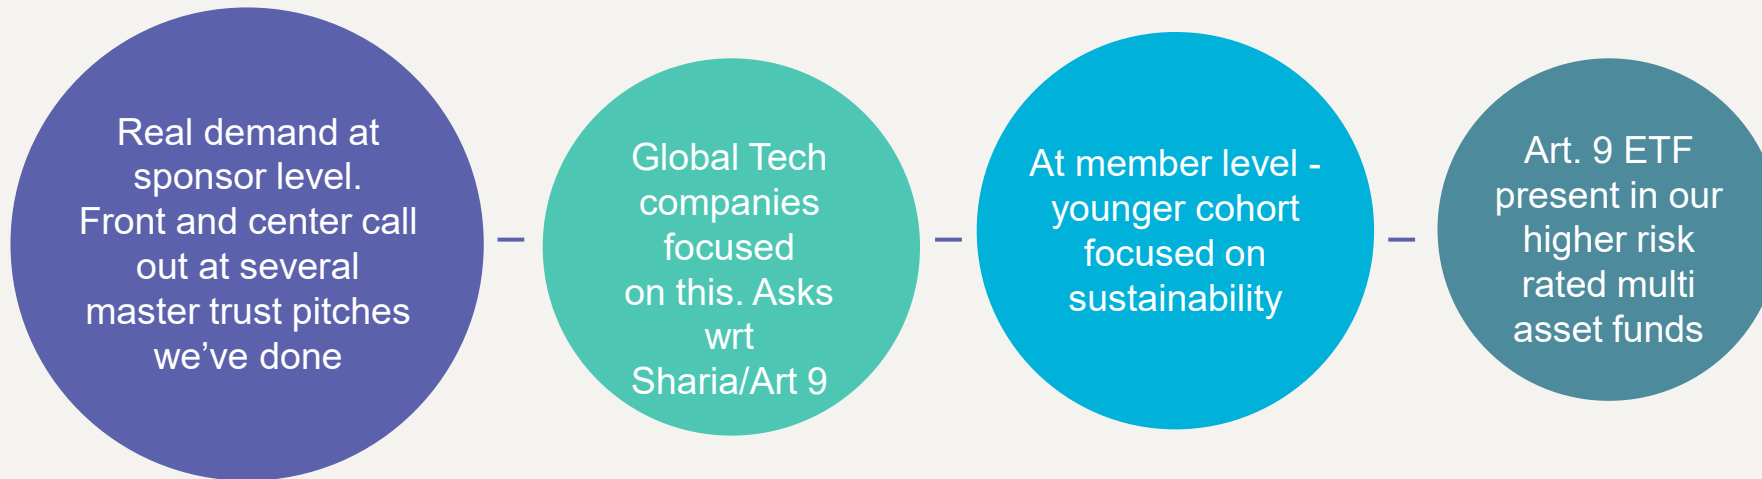 Real demand at
sponsor level.
Front and center call
out at several
master trust pitches
we’ve done
Global Tech
companies
focused
on this. Asks
wrt
Sharia/Art 9
At member level -
younger cohort
focused on
sustainability
Art. 9 ETF
present in our
higher risk
rated multi
asset funds